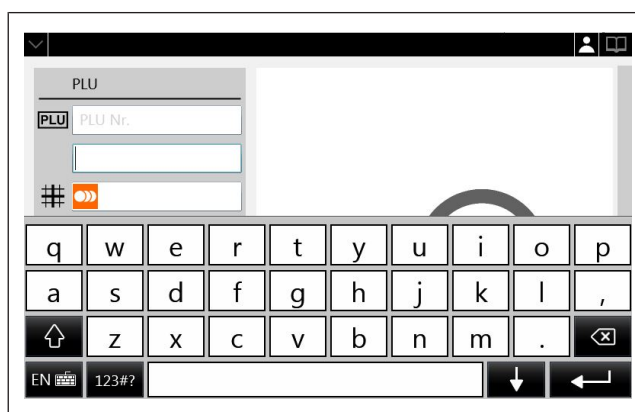 PLU
PLU PLU Nr.
q w e r t y u i o p
a s d f g h j k l ,
z x c v b n m .
EN 123#?